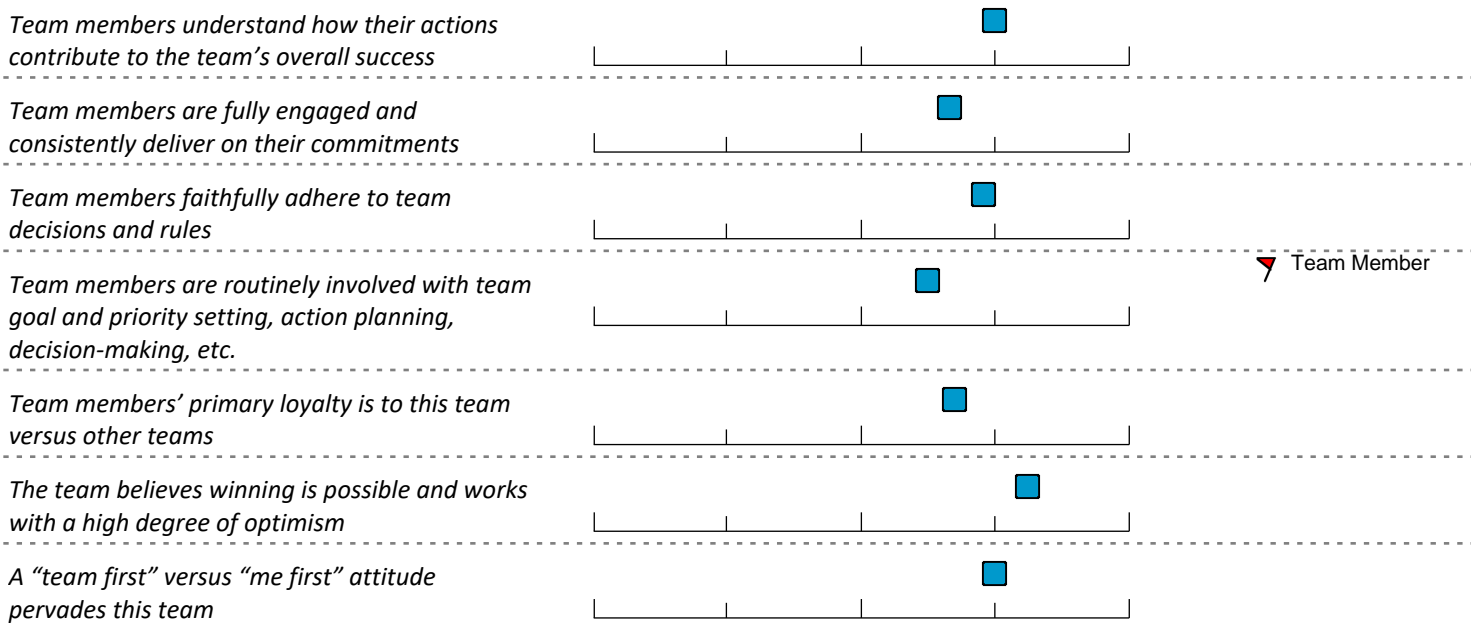 Team members understand how their actions
contribute to the team’s overall success
Team members are fully engaged and
consistently deliver on their commitments
Team members faithfully adhere to team
decisions and rules
Team Member
Team members are routinely involved with team
goal and priority setting, action planning,
decision-making, etc.
Team members’ primary loyalty is to this team
versus other teams
The team believes winning is possible and works
with a high degree of optimism
A “team first” versus “me first” attitude
pervades this team